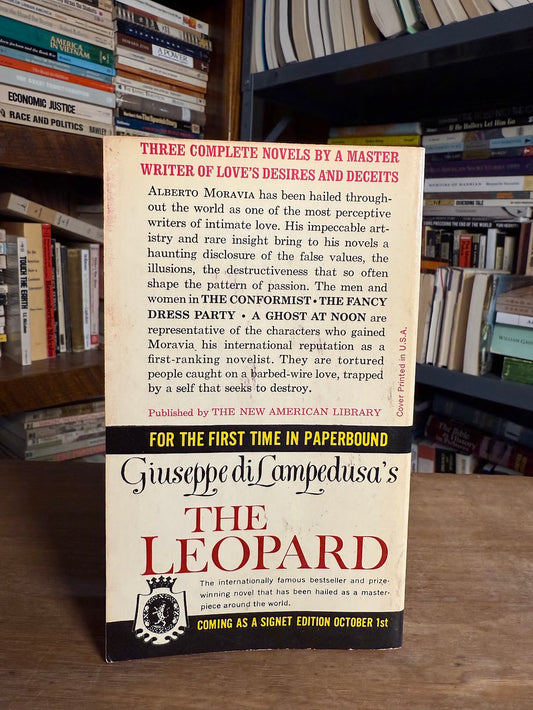 THREE COMPLETE NOVELS BY A MASTER
WRITER OF LOVE'S DESIRES AND DECEITS
ALBERTO MORAVIA has been hailed through-
out the world as one of the most perceptive
writers of intimate love. His impeccable art-
istry and rare insight bring to his novels a
haunting disclosure of the false values, the
illusions, the destructiveness that so often
shape the pattern of passion. The men and
women in THE CONFORMIST • THE FANCY
DRESS PARTY • A GHOST AT NOON are
representative of the characters who gained
Moravia his international reputation as a
first-ranking novelist. They are tortured
people caught on a barbed-wire love, trapped
by a self that seeks to destroy.
Published by THE NEW AMERICAN LIBRARY
Cover Printed in U.S.A.
FOR THE FIRST TIME IN PAPERBOUND
Giuseppe di Lampedusa's
THE
LEOPARD
The internationally famous bestseller and prize-
winning novel that has been hailed as a master-
piece around the world.
COMING AS A SIGNET EDITION OCTOBER 1st
AMERICA
IN VIETNAM
ECONOMIC JUSTICE
RACE AND POLITICS
TOUCH THE EARTH
A POWER